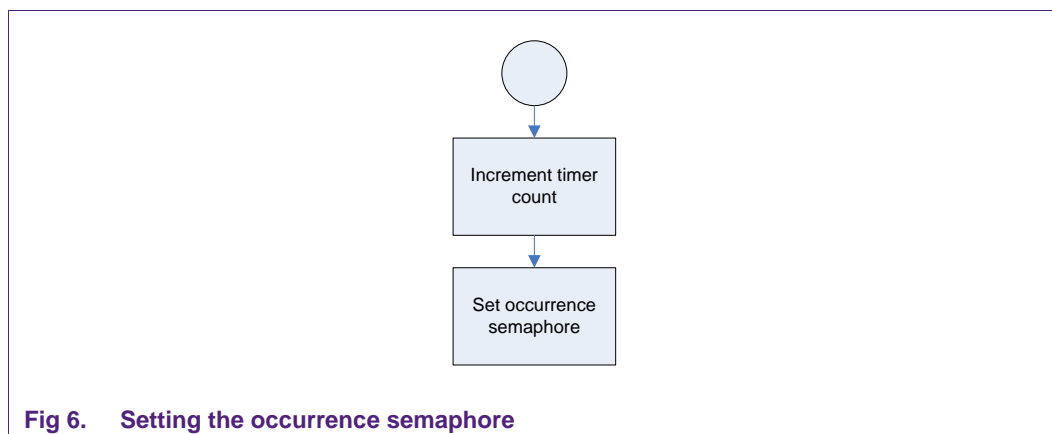 Increment timer
count
Set occurrence
semaphore
Fig 6. Setting the occurrence semaphore